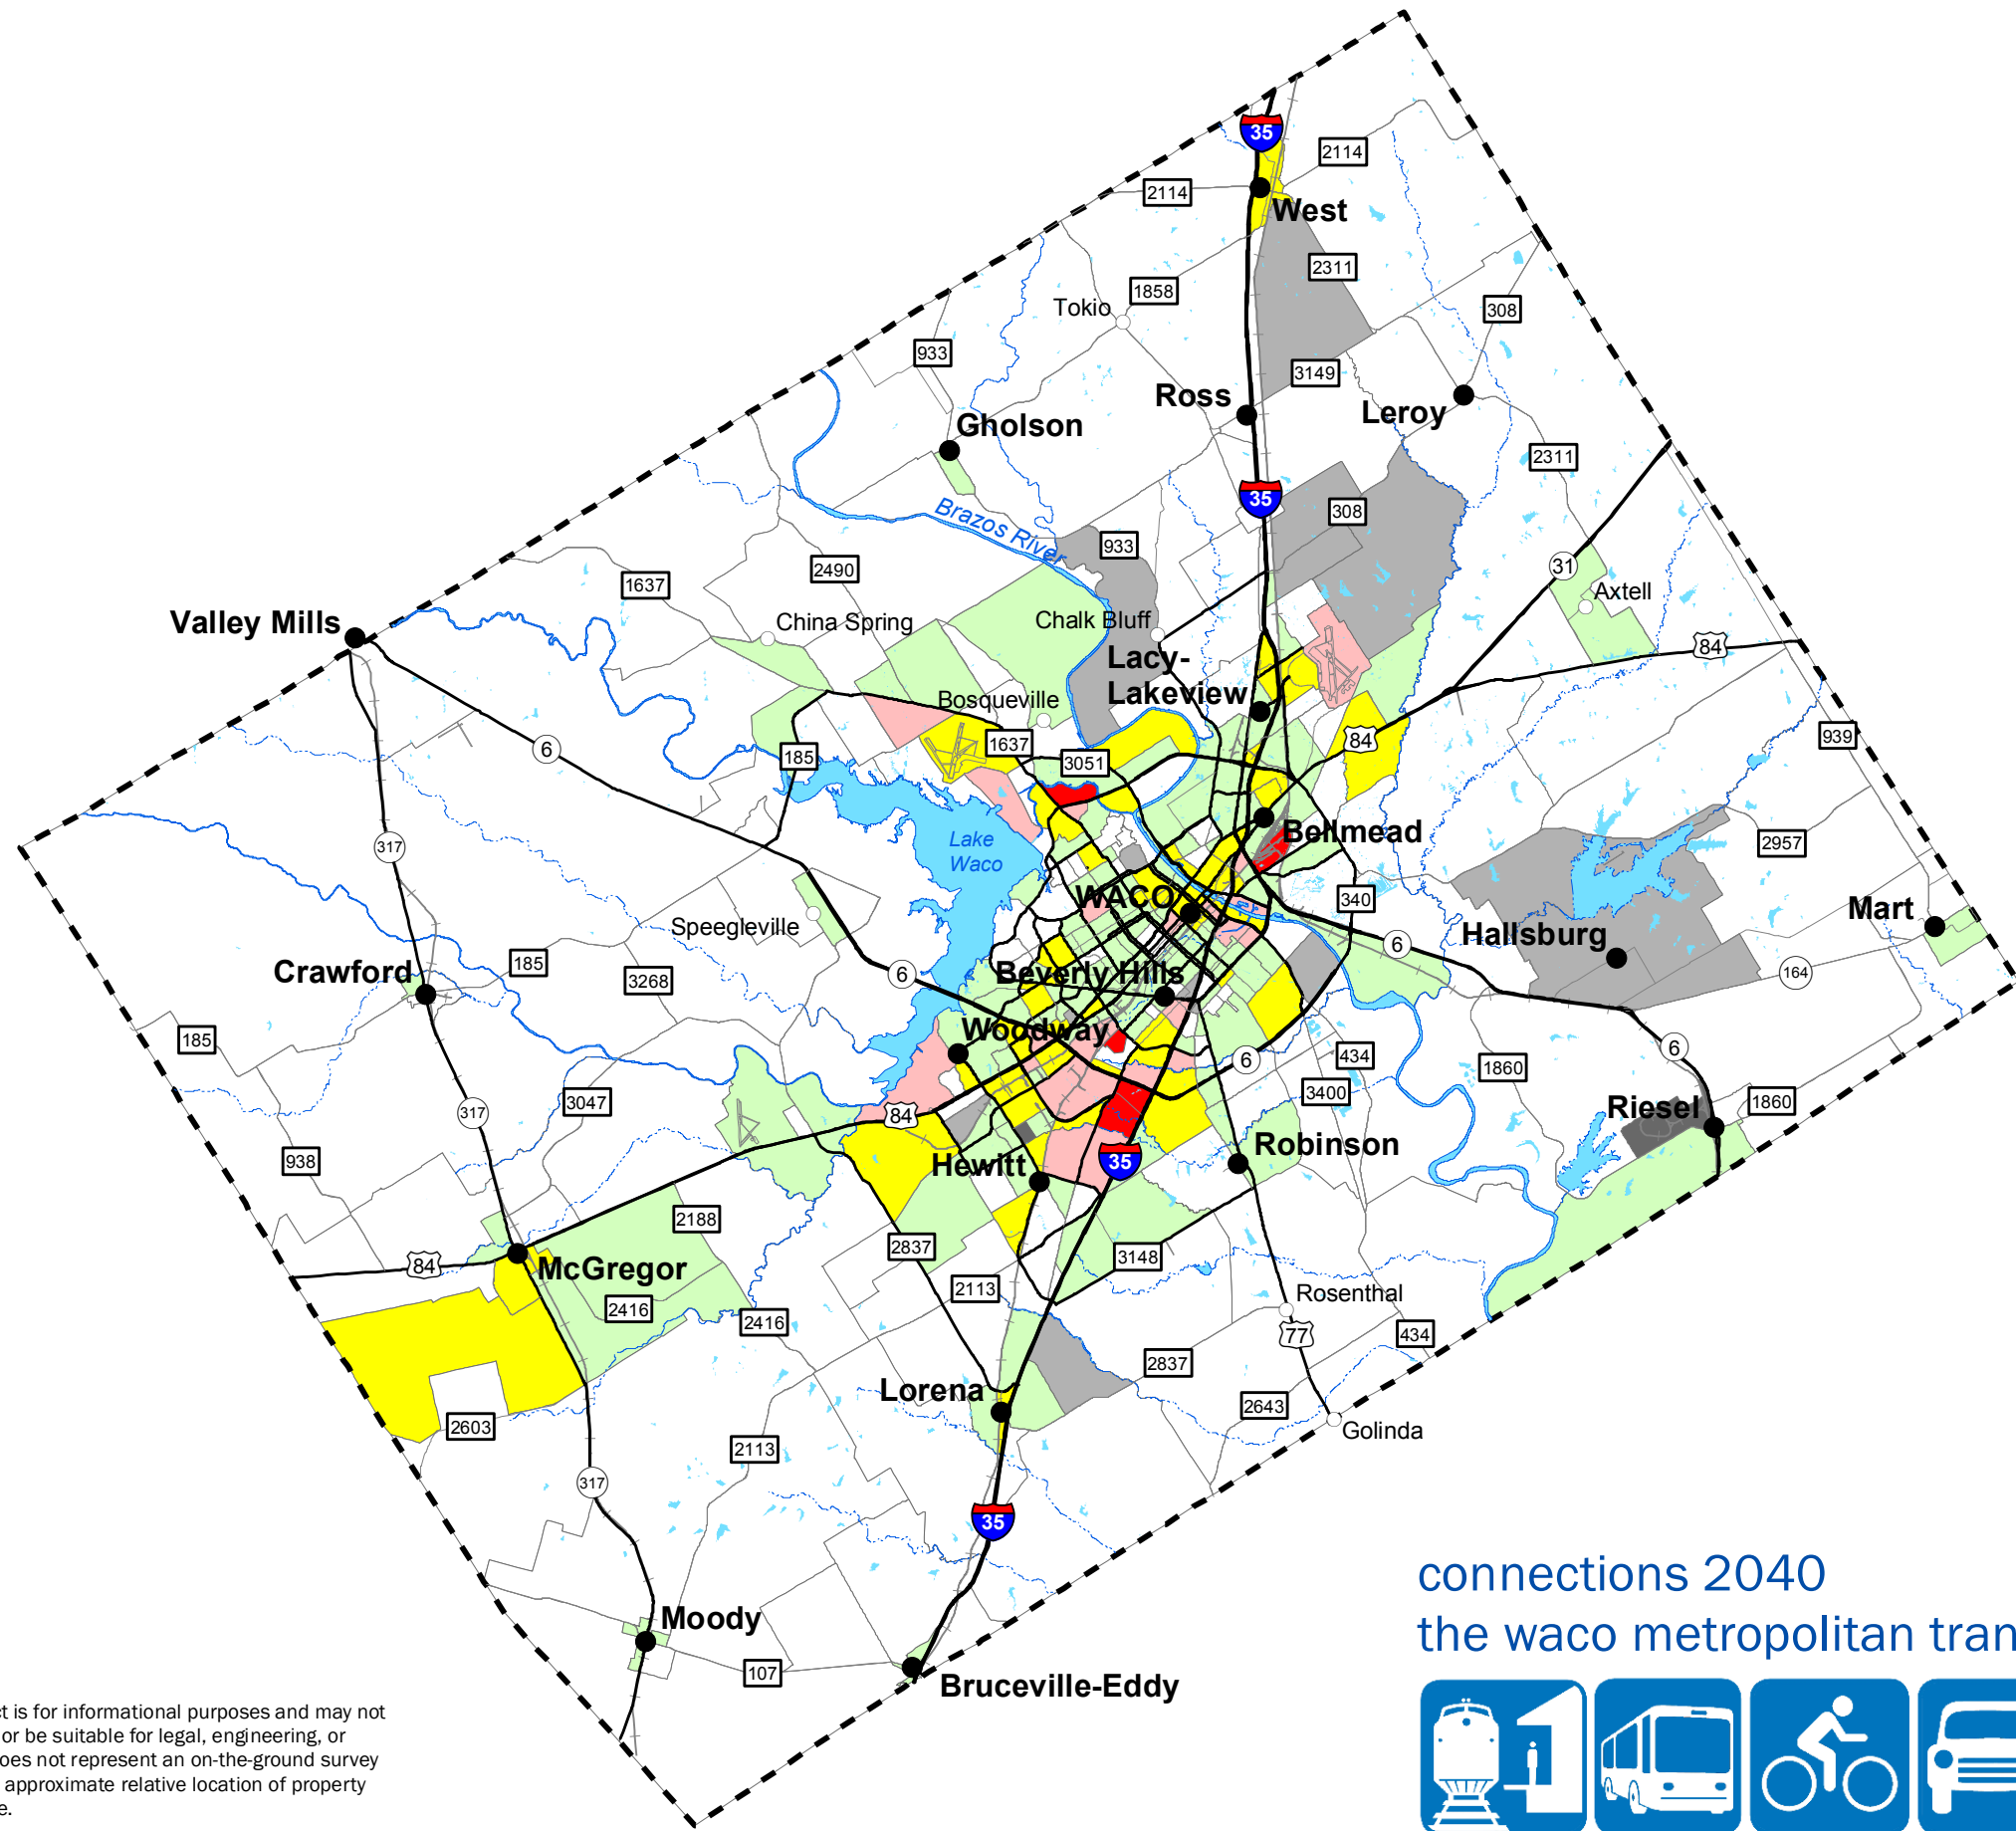 35
2114
2114
West
2311
1858
Tokio
308
933
3149
Ross
Leroy
Gholson
2311
35
308
Brazos River
933
31
2490
1637
Axtell
Valley Mills
China Spring
Chalk Bluff
84
Lacy-
Lakeview
Bosqueville
939
6
1637
84
185
3051
Lake
Waco
Bellmead
317
2957
WACO
340
Mart
Speegleville
Hallsburg
6
Crawford
185
3268
6
Beverly Hills
164
185
Woodway
6
434
6
1860
3400
3047
317
84
Riesel
1860
938
Hewitt
35
Robinson
2188
2837
3148
84
McGregor
2113
Rosenthal
2416
2416
77
434
2837
Lorena
2643
2603
Golinda
2113
317
35
connections 2040
the waco metropolitan tran
Moody
107
Bruceville-Eddy
ct is for informational purposes and may not
or be suitable for legal, engineering, or
oes not represent an on-the-ground survey
approximate relative location of property
e.